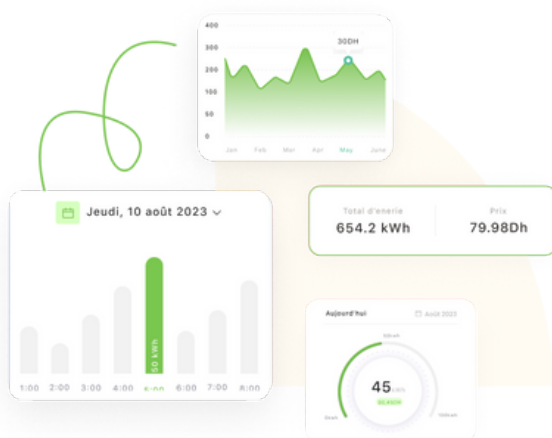 400
300
200
100
50
0
30DH
Jan Feb Mar Apr May June
Jeudi, 10 août 2023
50 kWh
1:00 2:00 3:00 4:00 5:00 6:00 7:00 8:00
Total d'enerie Prix
654.2 kWh 79.98Dh
Aujourd'hui Août 2023
45